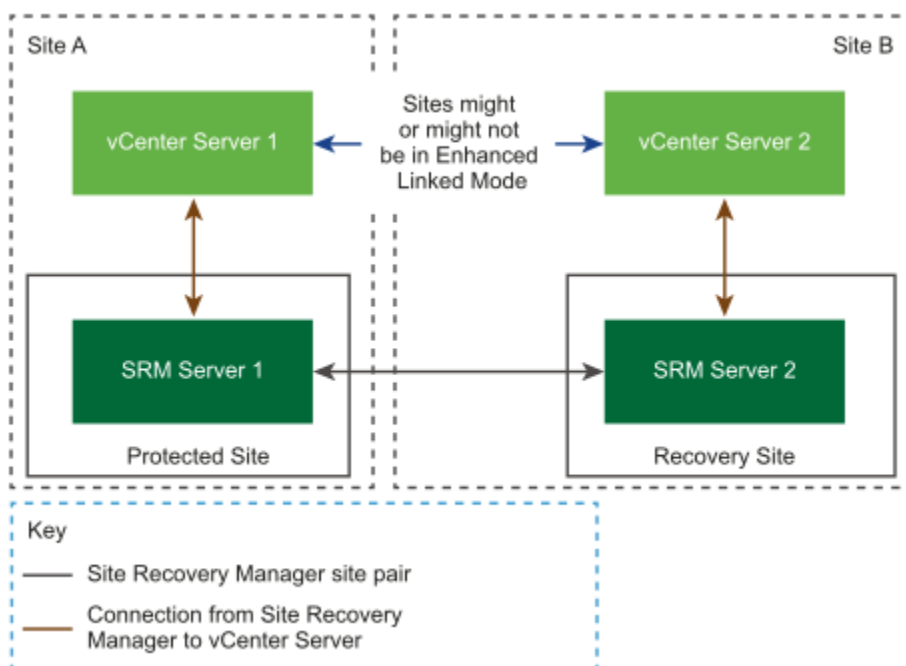 Site A
Site B
vCenter Server 1
Sites might
or might not
be in Enhanced
Linked Mode
vCenter Server 2
SRM Server 1
SRM Server 2
Protected Site
Recovery Site
Key
Site Recovery Manager site pair
Connection from Site Recovery
Manager to vCenter Server